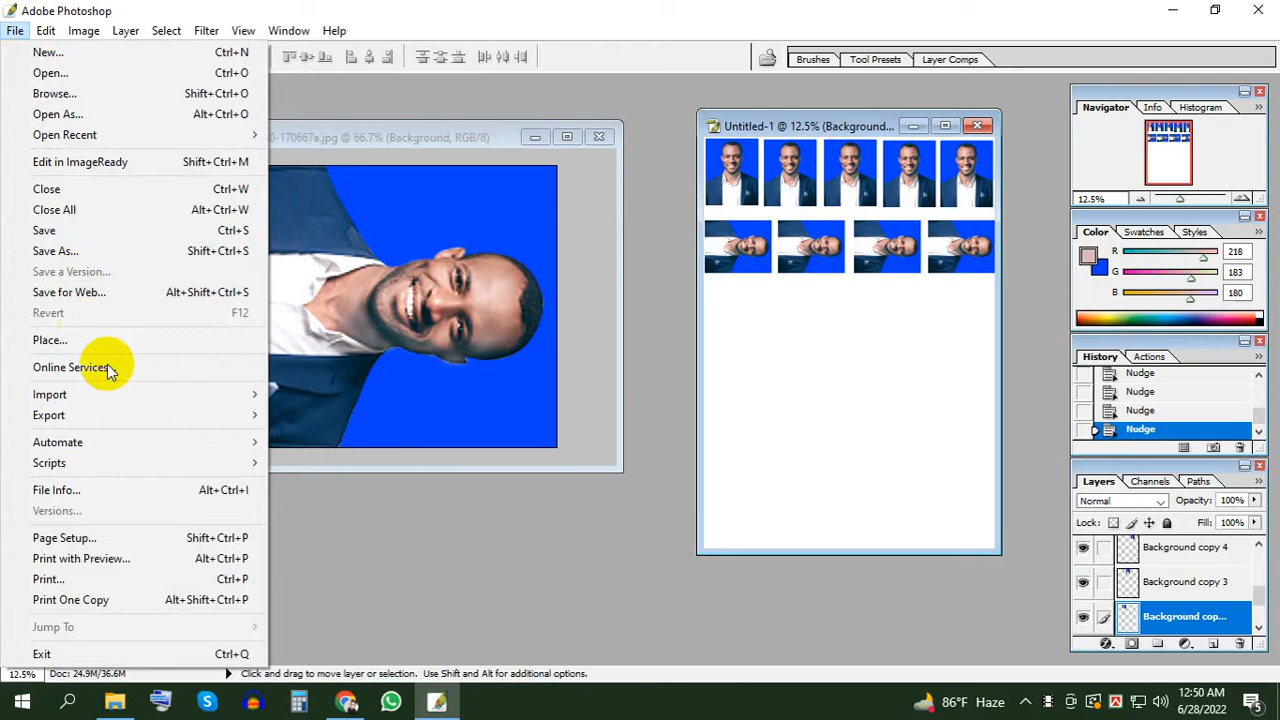 Adobe Photoshop
File Edit Image Layer Select Filter View Window Help
New... Ctrl+N
Open... Ctrl+O
Browse... Shift+Ctrl+O
Open As... Alt+Ctrl+O
Open Recent
Edit in ImageReady Shift+Ctrl+M
Close Ctrl+W
Close All Alt+Ctrl+W
Save Ctrl+S
Save As... Shift+Ctrl+S
Save a Version...
Save for Web... Alt+Shift+Ctrl+S
Revert F12
Place...
Online Services...
Import
Export
Automate
Scripts
File Info... Alt+Ctrl+I
Versions...
Page Setup... Shift+Ctrl+P
Print with Preview... Alt+Ctrl+P
Print... Ctrl+P
Print One Copy Alt+Shift+Ctrl+P
Jump To
Exit Ctrl+Q
Brushes Tool Presets Layer Comps
0-170667a.jpg @ 66.7% (Background, RGB/8)
Untitled-1 @ 12.5% (Background...
Navigator Info Histogram
12.5%
Color Swatches Styles
R 218
G 183
B 180
History Actions
Nudge
Nudge
Nudge
Nudge
Layers Channels Paths
Normal Opacity: 100%
Lock: Fill: 100%
Background copy 4
Background copy 3
Background cop...
12.5% Doc: 24.9M/36.6M Click and drag to move layer or selection. Use Shift and Alt for additional options.
86°F Haze
12:50 AM
6/28/2022
5